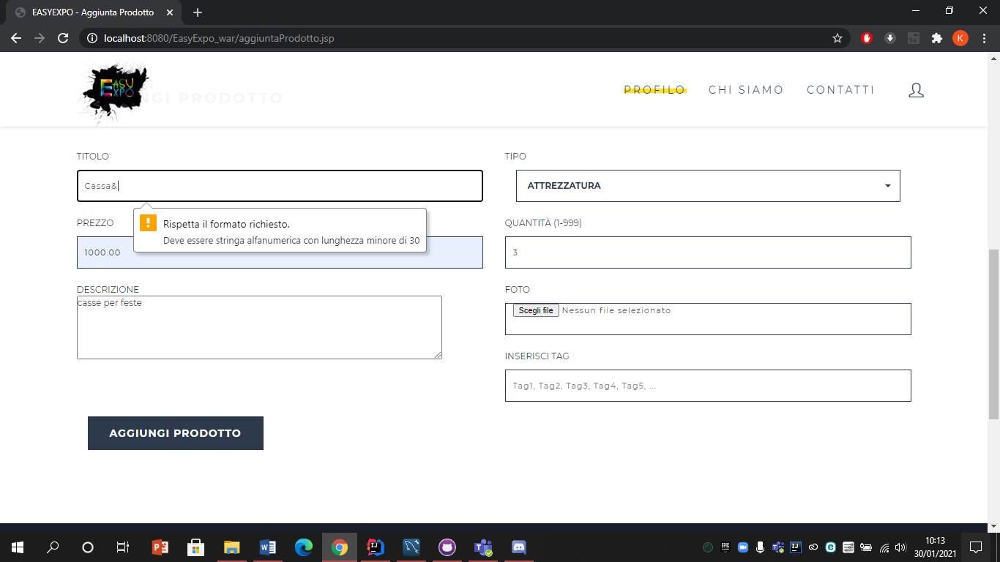 EASYEXPO - Aggiunta Prodotto
localhost:8080/EasyExpo_war/aggiuntaProdotto.jsp
K
EASY
EXPO
AGGIUNGI PRODOTTO
PROFILO CHI SIAMO CONTATTI
TITOLO
TIPO
Cassa&
ATTREZZATURA
Rispetta il formato richiesto.
Deve essere stringa alfanumerica con lunghezza minore di 30
PREZZO
QUANTITÀ (1-999)
1000.00
3
DESCRIZIONE
casse per feste
FOTO
Scegli file Nessun file selezionato
INSERISCI TAG
Tag1, Tag2, Tag3, Tag4, Tag5, ...
AGGIUNGI PRODOTTO
10:13
30/01/2021